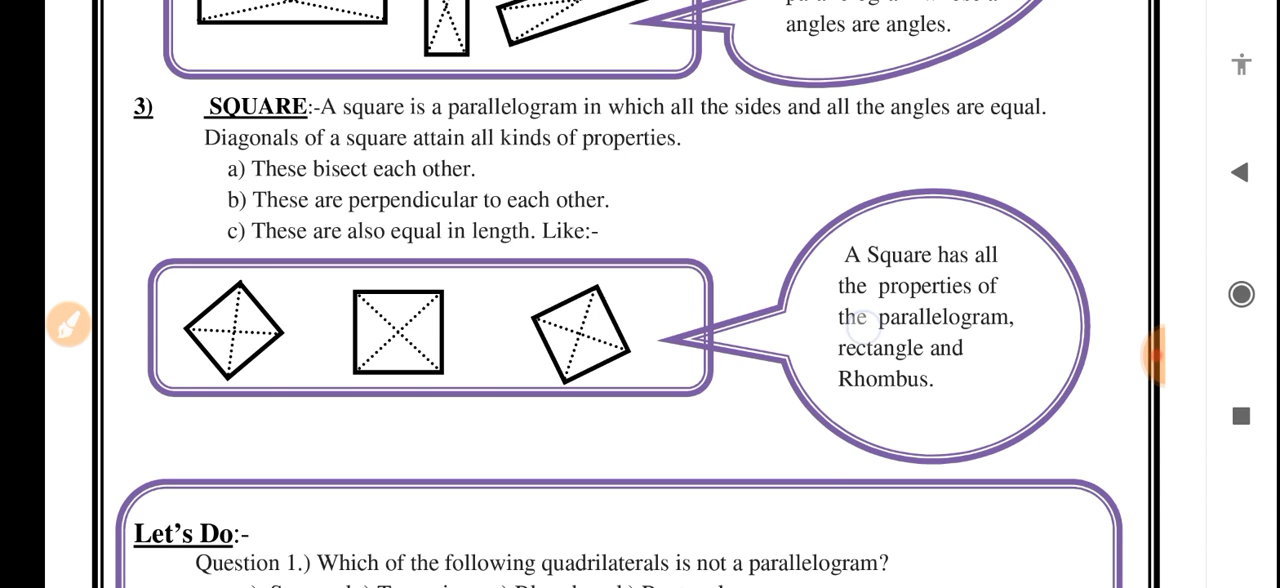 angles are angles.
3) SQUARE:-A square is a parallelogram in which all the sides and all the angles are equal.
Diagonals of a square attain all kinds of properties.
a) These bisect each other.
b) These are perpendicular to each other.
c) These are also equal in length. Like:-
A Square has all
the properties of
the parallelogram,
rectangle and
Rhombus.
Let’s Do:-
Question 1.) Which of the following quadrilaterals is not a parallelogram?